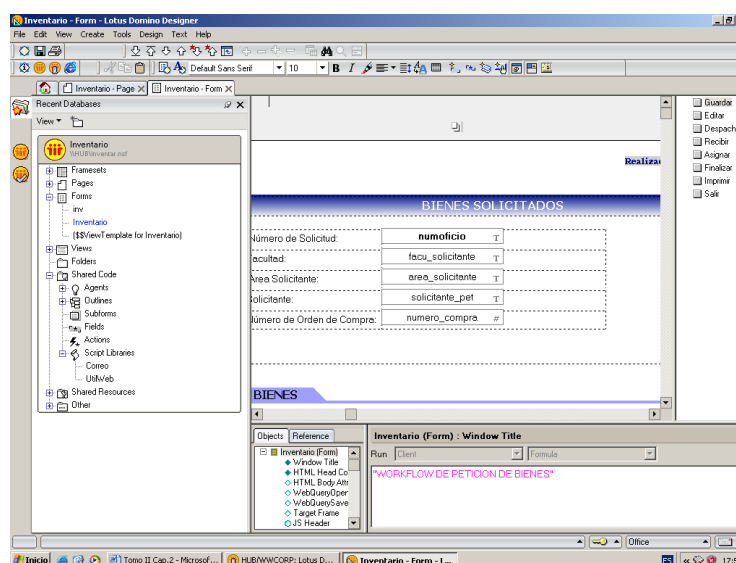 Inventario - Form - Lotus Domino Designer
File Edit View Create Tools Design Text Help
Default Sans Serif 10 B I
Inventario - Page Inventario - Form
Recent Databases
View
Inventario
\\HUB\Inventar.nsf
Framesets
Pages
Forms
inv
Inventario
($$ViewTemplate for Inventario)
Views
Folders
Shared Code
Agents
Outlines
Subforms
Fields
Actions
Script Libraries
Correo
UtilWeb
Shared Resources
Other
BIENES SOLICITADOS
Número de Solicitud: numoficio T
acultad: facu_solicitante T
Area Solicitante: area_solicitante T
olicitante: solicitante_pet T
Número de Orden de Compra: numero_compra #
BIENES
Guardar
Editar
Despach
Recibir
Asignar
Finalizar
Imprimir
Salir
Objects Reference
Inventario (Form)
Window Title
HTML Head Co
HTML Body Attr
WebQueryOper
WebQuerySave
Target Frame
JS Header
Inventario (Form) : Window Title
Run Client Formula
"WORKFLOW DE PETICION DE BIENES"
Office
Inicio Tomo II Cap.2 - Microsof... HUB/WWCORP: Lotus D... Inventario - Form - L... ES